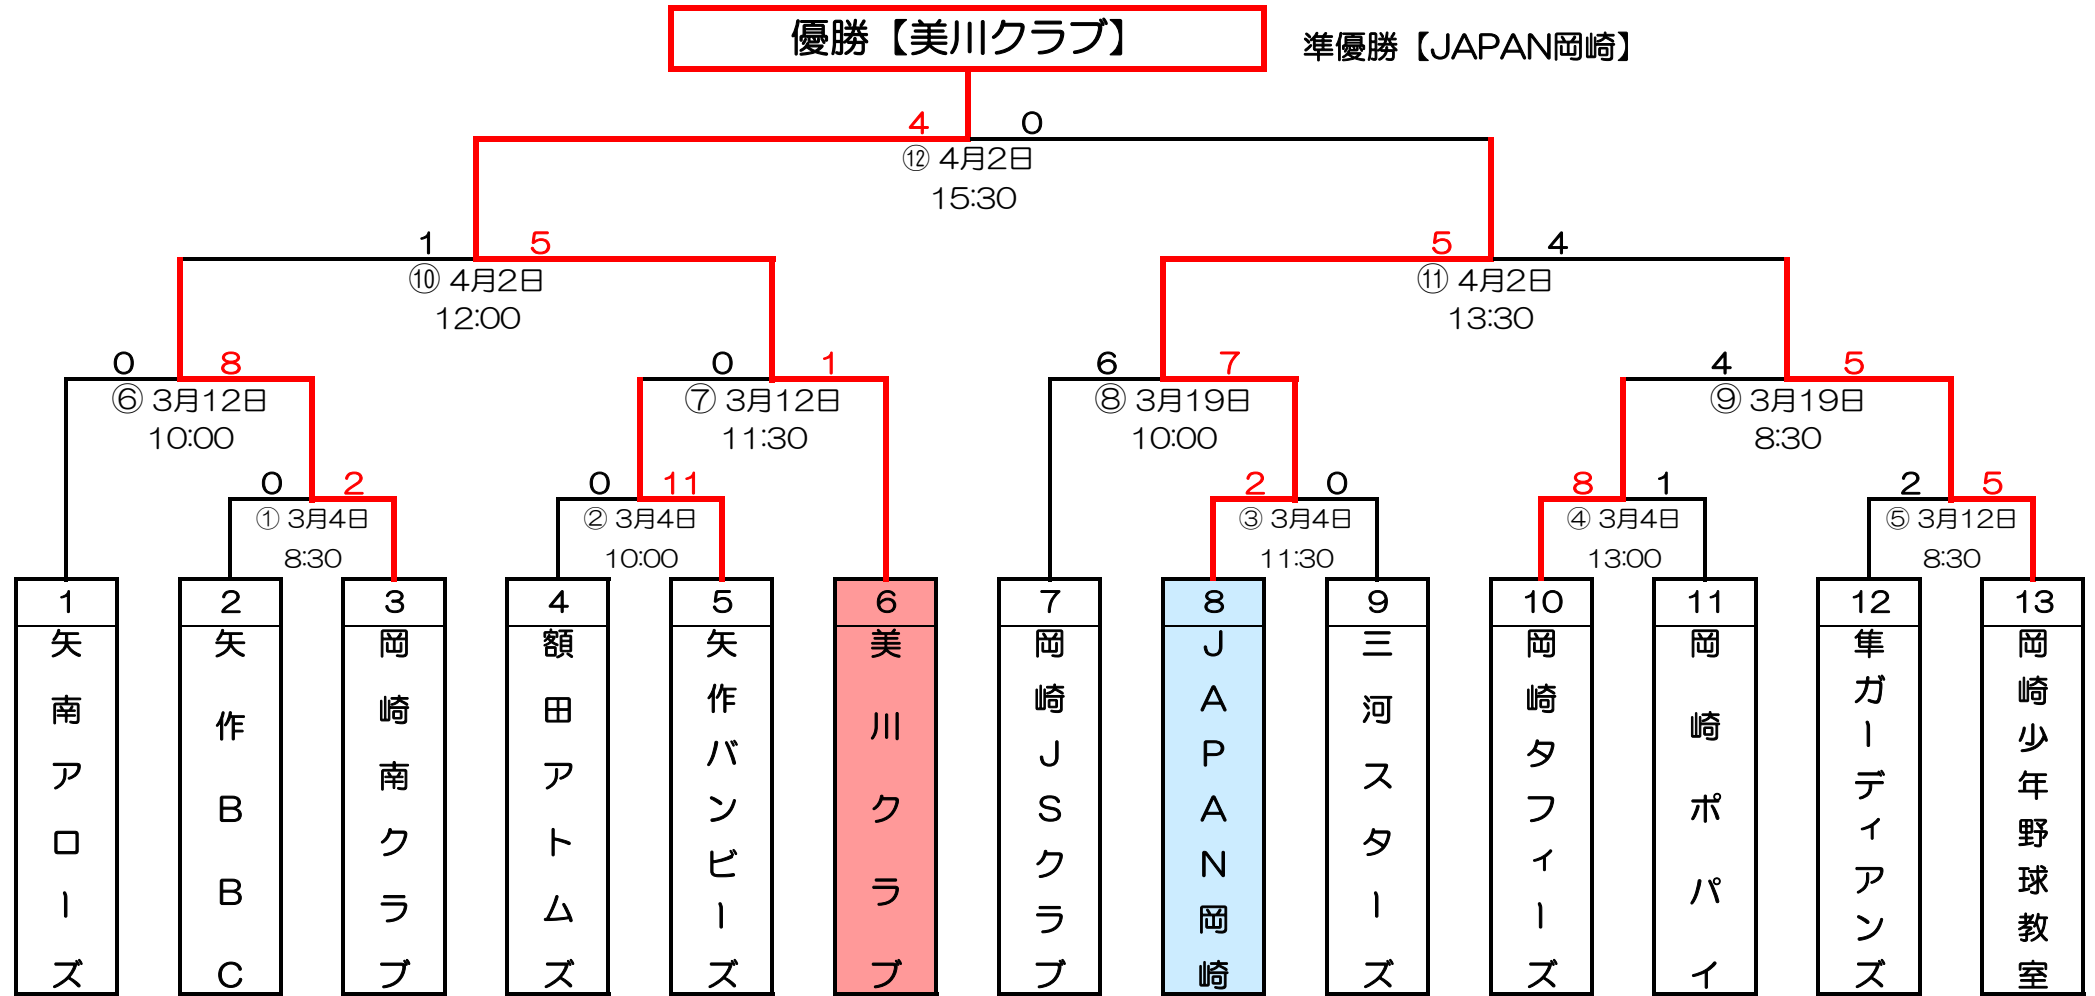 優勝【美川クラブ】
準優勝【JAPAN岡崎】
4 0
⑫ 4月2日
15:30
1 5
5 4
⑩ 4月2日
⑪ 4月2日
12:00
13:30
0 8
0 1
6 7
4 5
⑥ 3月12日
⑦ 3月12日
⑧ 3月19日
⑨ 3月19日
10:00
11:30
10:00
8:30
0 2
0 11
2 0
8 1
2 5
① 3月4日
② 3月4日
③ 3月4日
④ 3月4日
⑤ 3月12日
8:30
10:00
11:30
13:00
8:30
1
矢南アローズ
2
矢作BBC
3
岡崎南クラブ
4
額田アトムズ
5
矢作バンビーズ
6
美川クラブ
7
岡崎JSクラブ
8
JAPAN岡崎
9
三河スターズ
10
岡崎タフィーズ
11
岡崎ポパイ
12
隼ガーディアンズ
13
岡崎少年野球教室